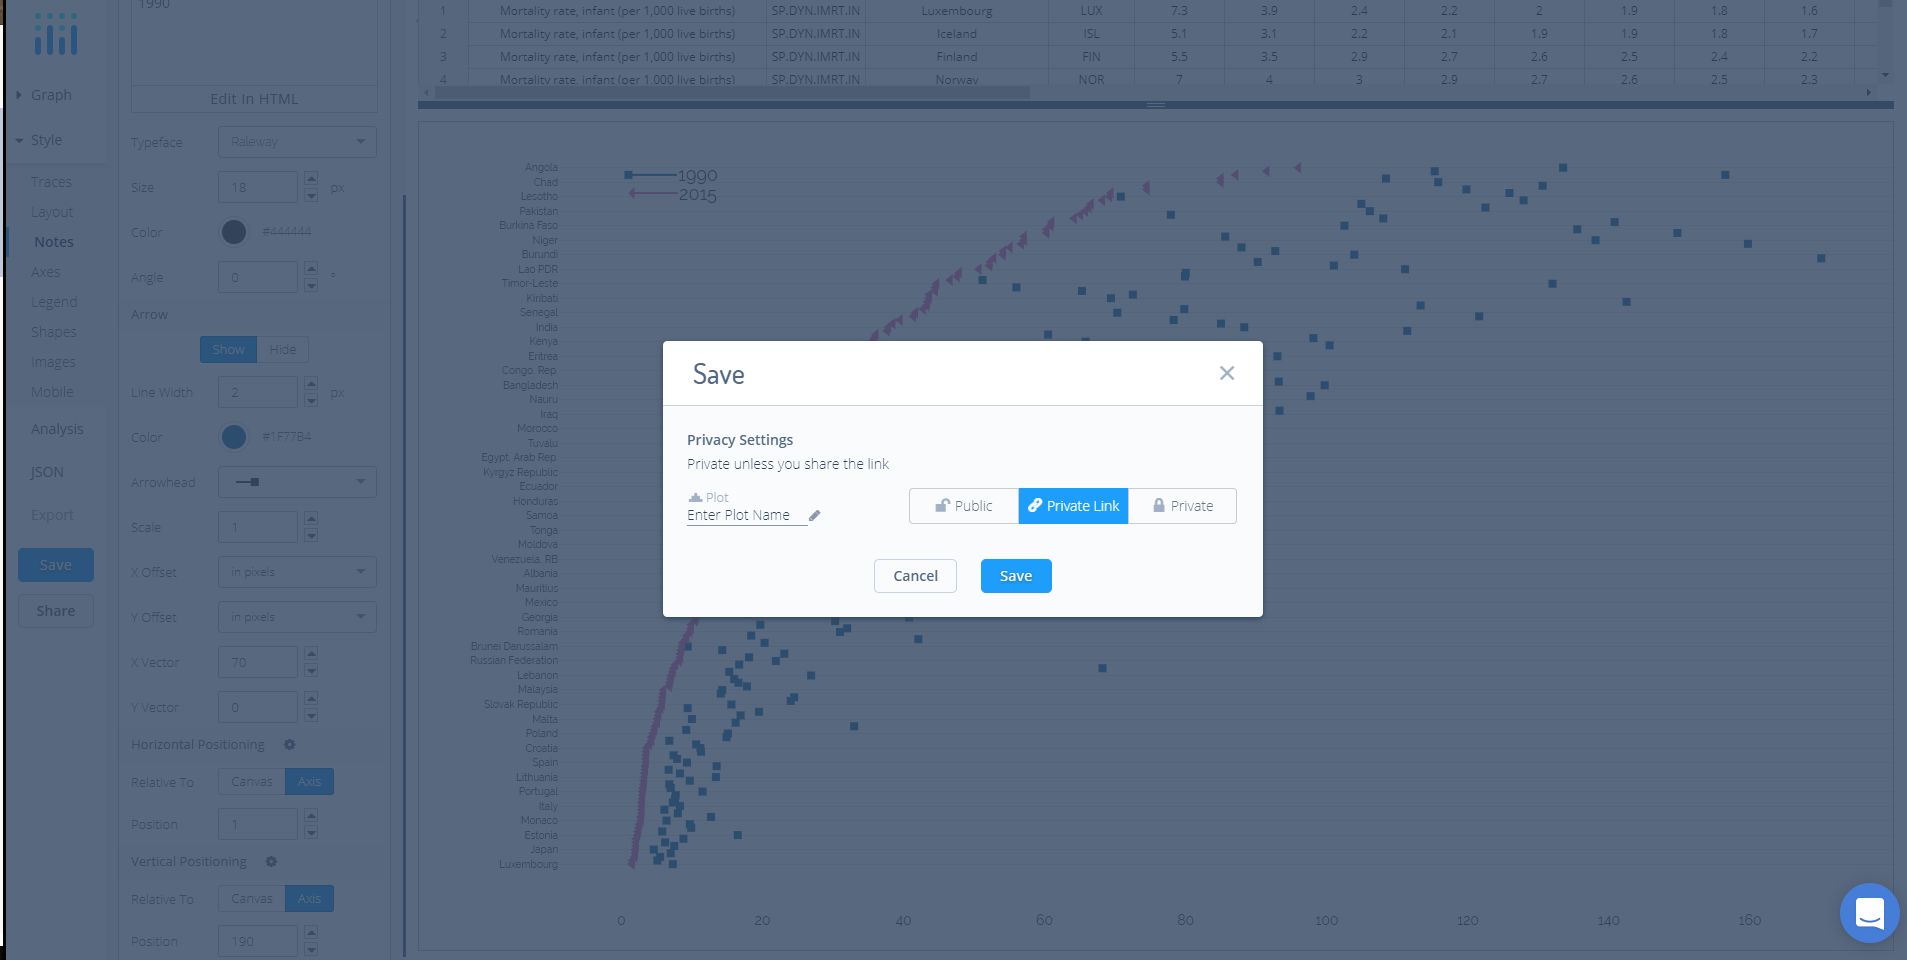 1990
Edit In HTML
Graph
Style
Traces
Layout
Notes
Axes
Legend
Shapes
Images
Mobile
Analysis
JSON
Export
Save
Share
Typeface Raleway
Size 18 px
Color #444444
Angle 0 °
Arrow
Show Hide
Line Width 2 px
Color #1F77B4
Arrowhead
Scale 1
X Offset in pixels
Y Offset in pixels
X Vector 70
Y Vector 0
Horizontal Positioning
Relative To Canvas Axis
Position 1
Vertical Positioning
Relative To Canvas Axis
Position 190
1 Mortality rate, infant (per 1,000 live births) SP.DYN.IMRT.IN Luxembourg LUX 7.3 3.9 2.4 2.2 2 1.9 1.8 1.6
2 Mortality rate, infant (per 1,000 live births) SP.DYN.IMRT.IN Iceland ISL 5.1 3.1 2.2 2.1 1.9 1.9 1.8 1.7
3 Mortality rate, infant (per 1,000 live births) SP.DYN.IMRT.IN Finland FIN 5.5 3.5 2.9 2.7 2.6 2.5 2.4 2.2
4 Mortality rate, infant (per 1,000 live births) SP.DYN.IMRT.IN Norway NOR 7 4 3 2.9 2.7 2.6 2.5 2.3
1990
2015
Angola
Chad
Lesotho
Pakistan
Burkina Faso
Niger
Burundi
Lao PDR
Timor-Leste
Kiribati
Senegal
India
Kenya
Eritrea
Congo, Rep.
Bangladesh
Nauru
Iraq
Morocco
Tuvalu
Egypt, Arab Rep.
Kyrgyz Republic
Ecuador
Honduras
Samoa
Tonga
Moldova
Venezuela, RB
Albania
Mauritius
Mexico
Georgia
Romania
Brunei Darussalam
Russian Federation
Lebanon
Malaysia
Slovak Republic
Malta
Poland
Croatia
Spain
Lithuania
Portugal
Italy
Monaco
Estonia
Japan
Luxembourg
0 20 40 60 80 100 120 140 160
Save
Privacy Settings
Private unless you share the link
Plot
Enter Plot Name
Public Private Link Private
Cancel Save